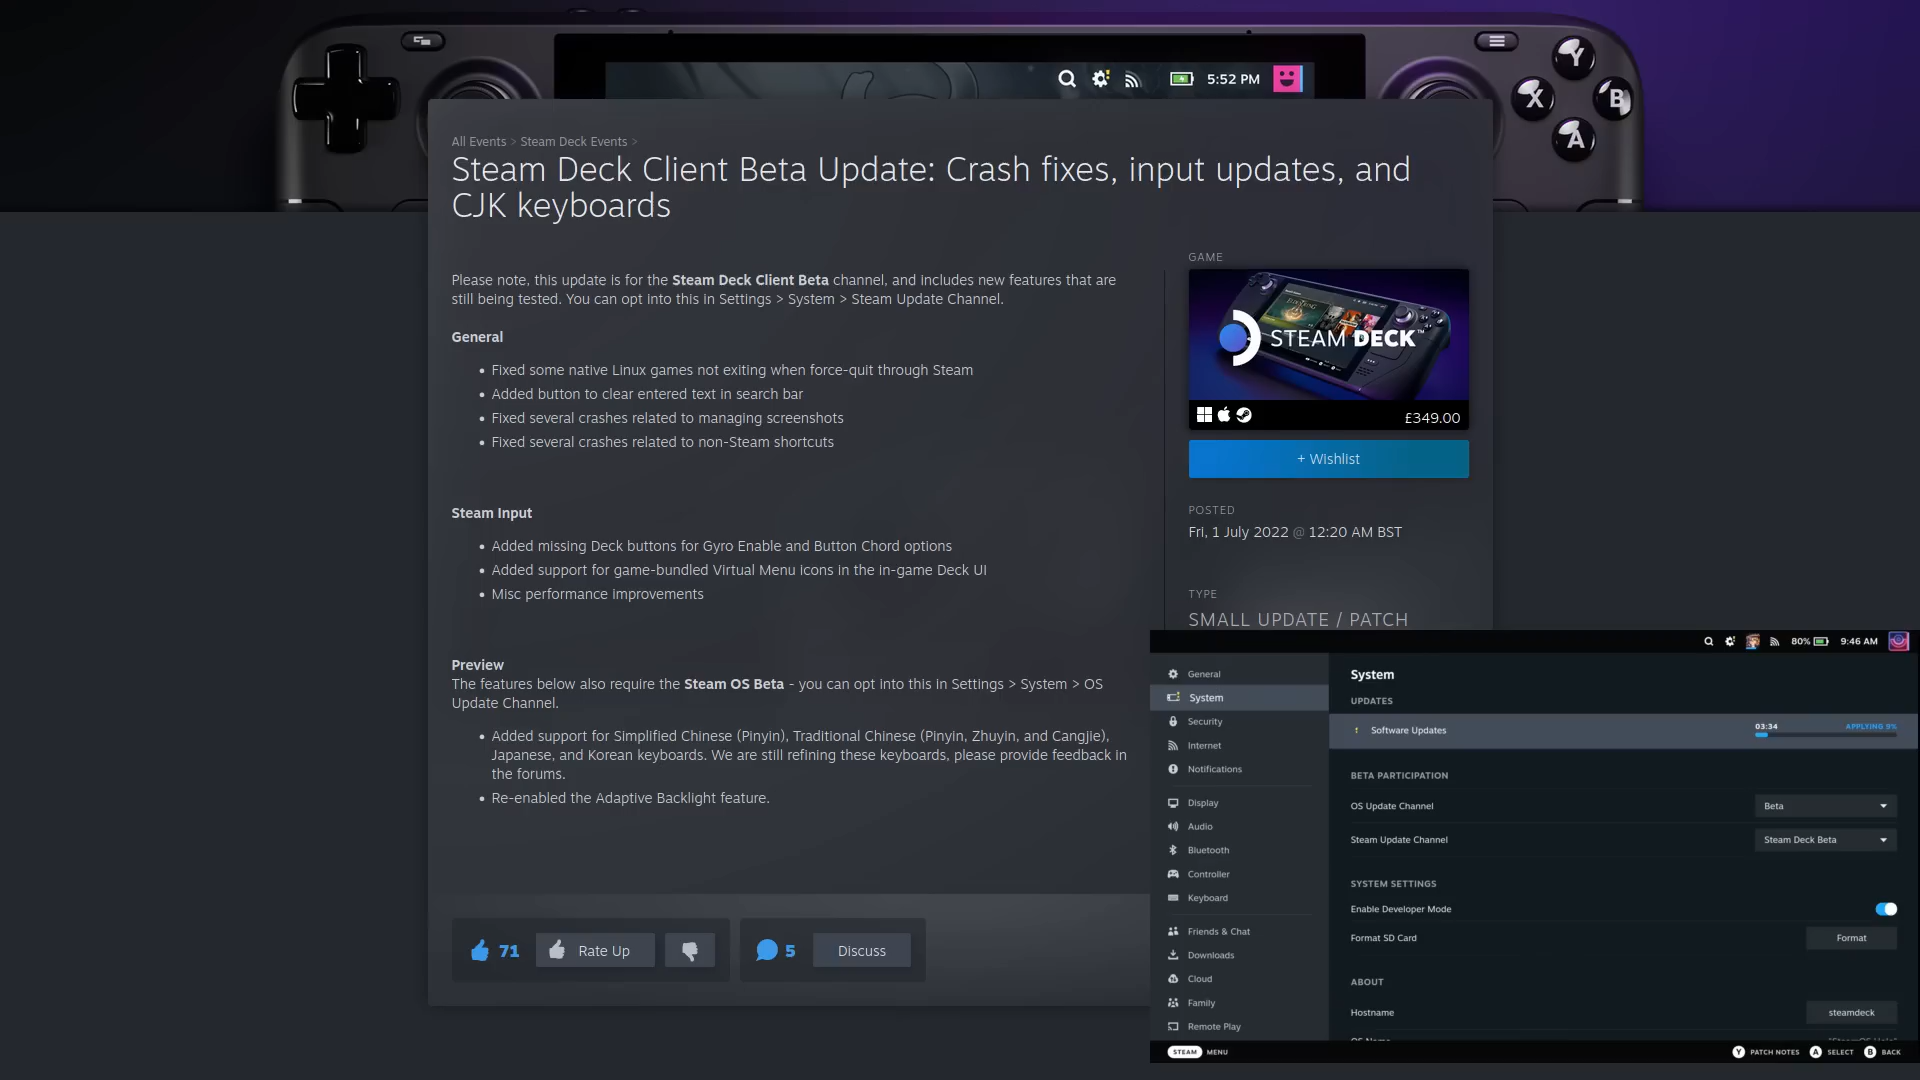 5:52 PM
Y
X
B
A
All Events > Steam Deck Events >
Steam Deck Client Beta Update: Crash fixes, input updates, and
CJK keyboards
Please note, this update is for the Steam Deck Client Beta channel, and includes new features that are
still being tested. You can opt into this in Settings > System > Steam Update Channel.
General
• Fixed some native Linux games not exiting when force-quit through Steam
• Added button to clear entered text in search bar
• Fixed several crashes related to managing screenshots
• Fixed several crashes related to non-Steam shortcuts
Steam Input
• Added missing Deck buttons for Gyro Enable and Button Chord options
• Added support for game-bundled Virtual Menu icons in the in-game Deck UI
• Misc performance improvements
Preview
The features below also require the Steam OS Beta - you can opt into this in Settings > System > OS
Update Channel.
• Added support for Simplified Chinese (Pinyin), Traditional Chinese (Pinyin, Zhuyin, and Cangjie),
Japanese, and Korean keyboards. We are still refining these keyboards, please provide feedback in
the forums.
• Re-enabled the Adaptive Backlight feature.
71
Rate Up
5
Discuss
GAME
STEAM DECK™
£349.00
+ Wishlist
POSTED
Fri, 1 July 2022 @ 12:20 AM BST
TYPE
SMALL UPDATE / PATCH
80%
9:46 AM
General
System
Security
Internet
Notifications
Display
Audio
Bluetooth
Controller
Keyboard
Friends & Chat
Downloads
Cloud
Family
Remote Play
System
UPDATES
Software Updates
03:34
APPLYING 9%
BETA PARTICIPATION
OS Update Channel
Beta
Steam Update Channel
Steam Deck Beta
SYSTEM SETTINGS
Enable Developer Mode
Format SD Card
Format
ABOUT
Hostname
steamdeck
STEAM MENU
Y PATCH NOTES A SELECT B BACK